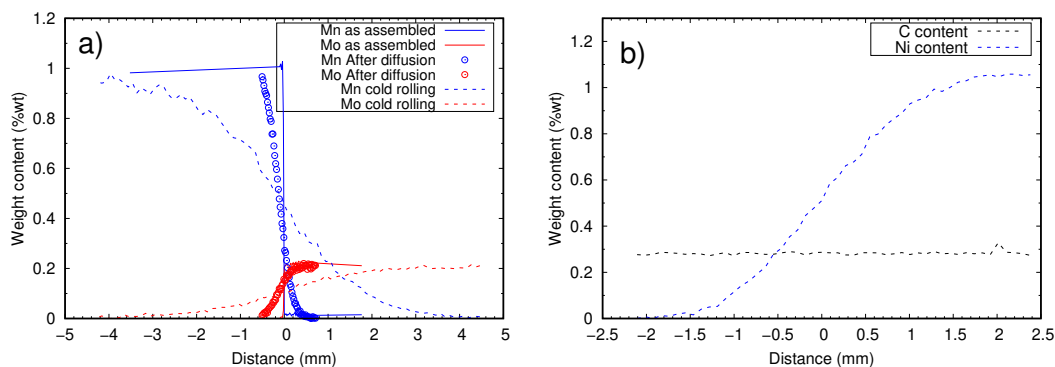 a)
Mn as assembled
Mo as assembled
Mn After diffusion
Mo After diffusion
Mn cold rolling
Mo cold rolling
Weight content (%wt)
1.2
1
0.8
0.6
0.4
0.2
0
−5 −4 −3 −2 −1 0 1 2 3 4 5
Distance (mm)
b)
C content
Ni content
Weight content (%wt)
1.2
1
0.8
0.6
0.4
0.2
0
−2.5 −2 −1.5 −1 −0.5 0 0.5 1 1.5 2 2.5
Distance (mm)